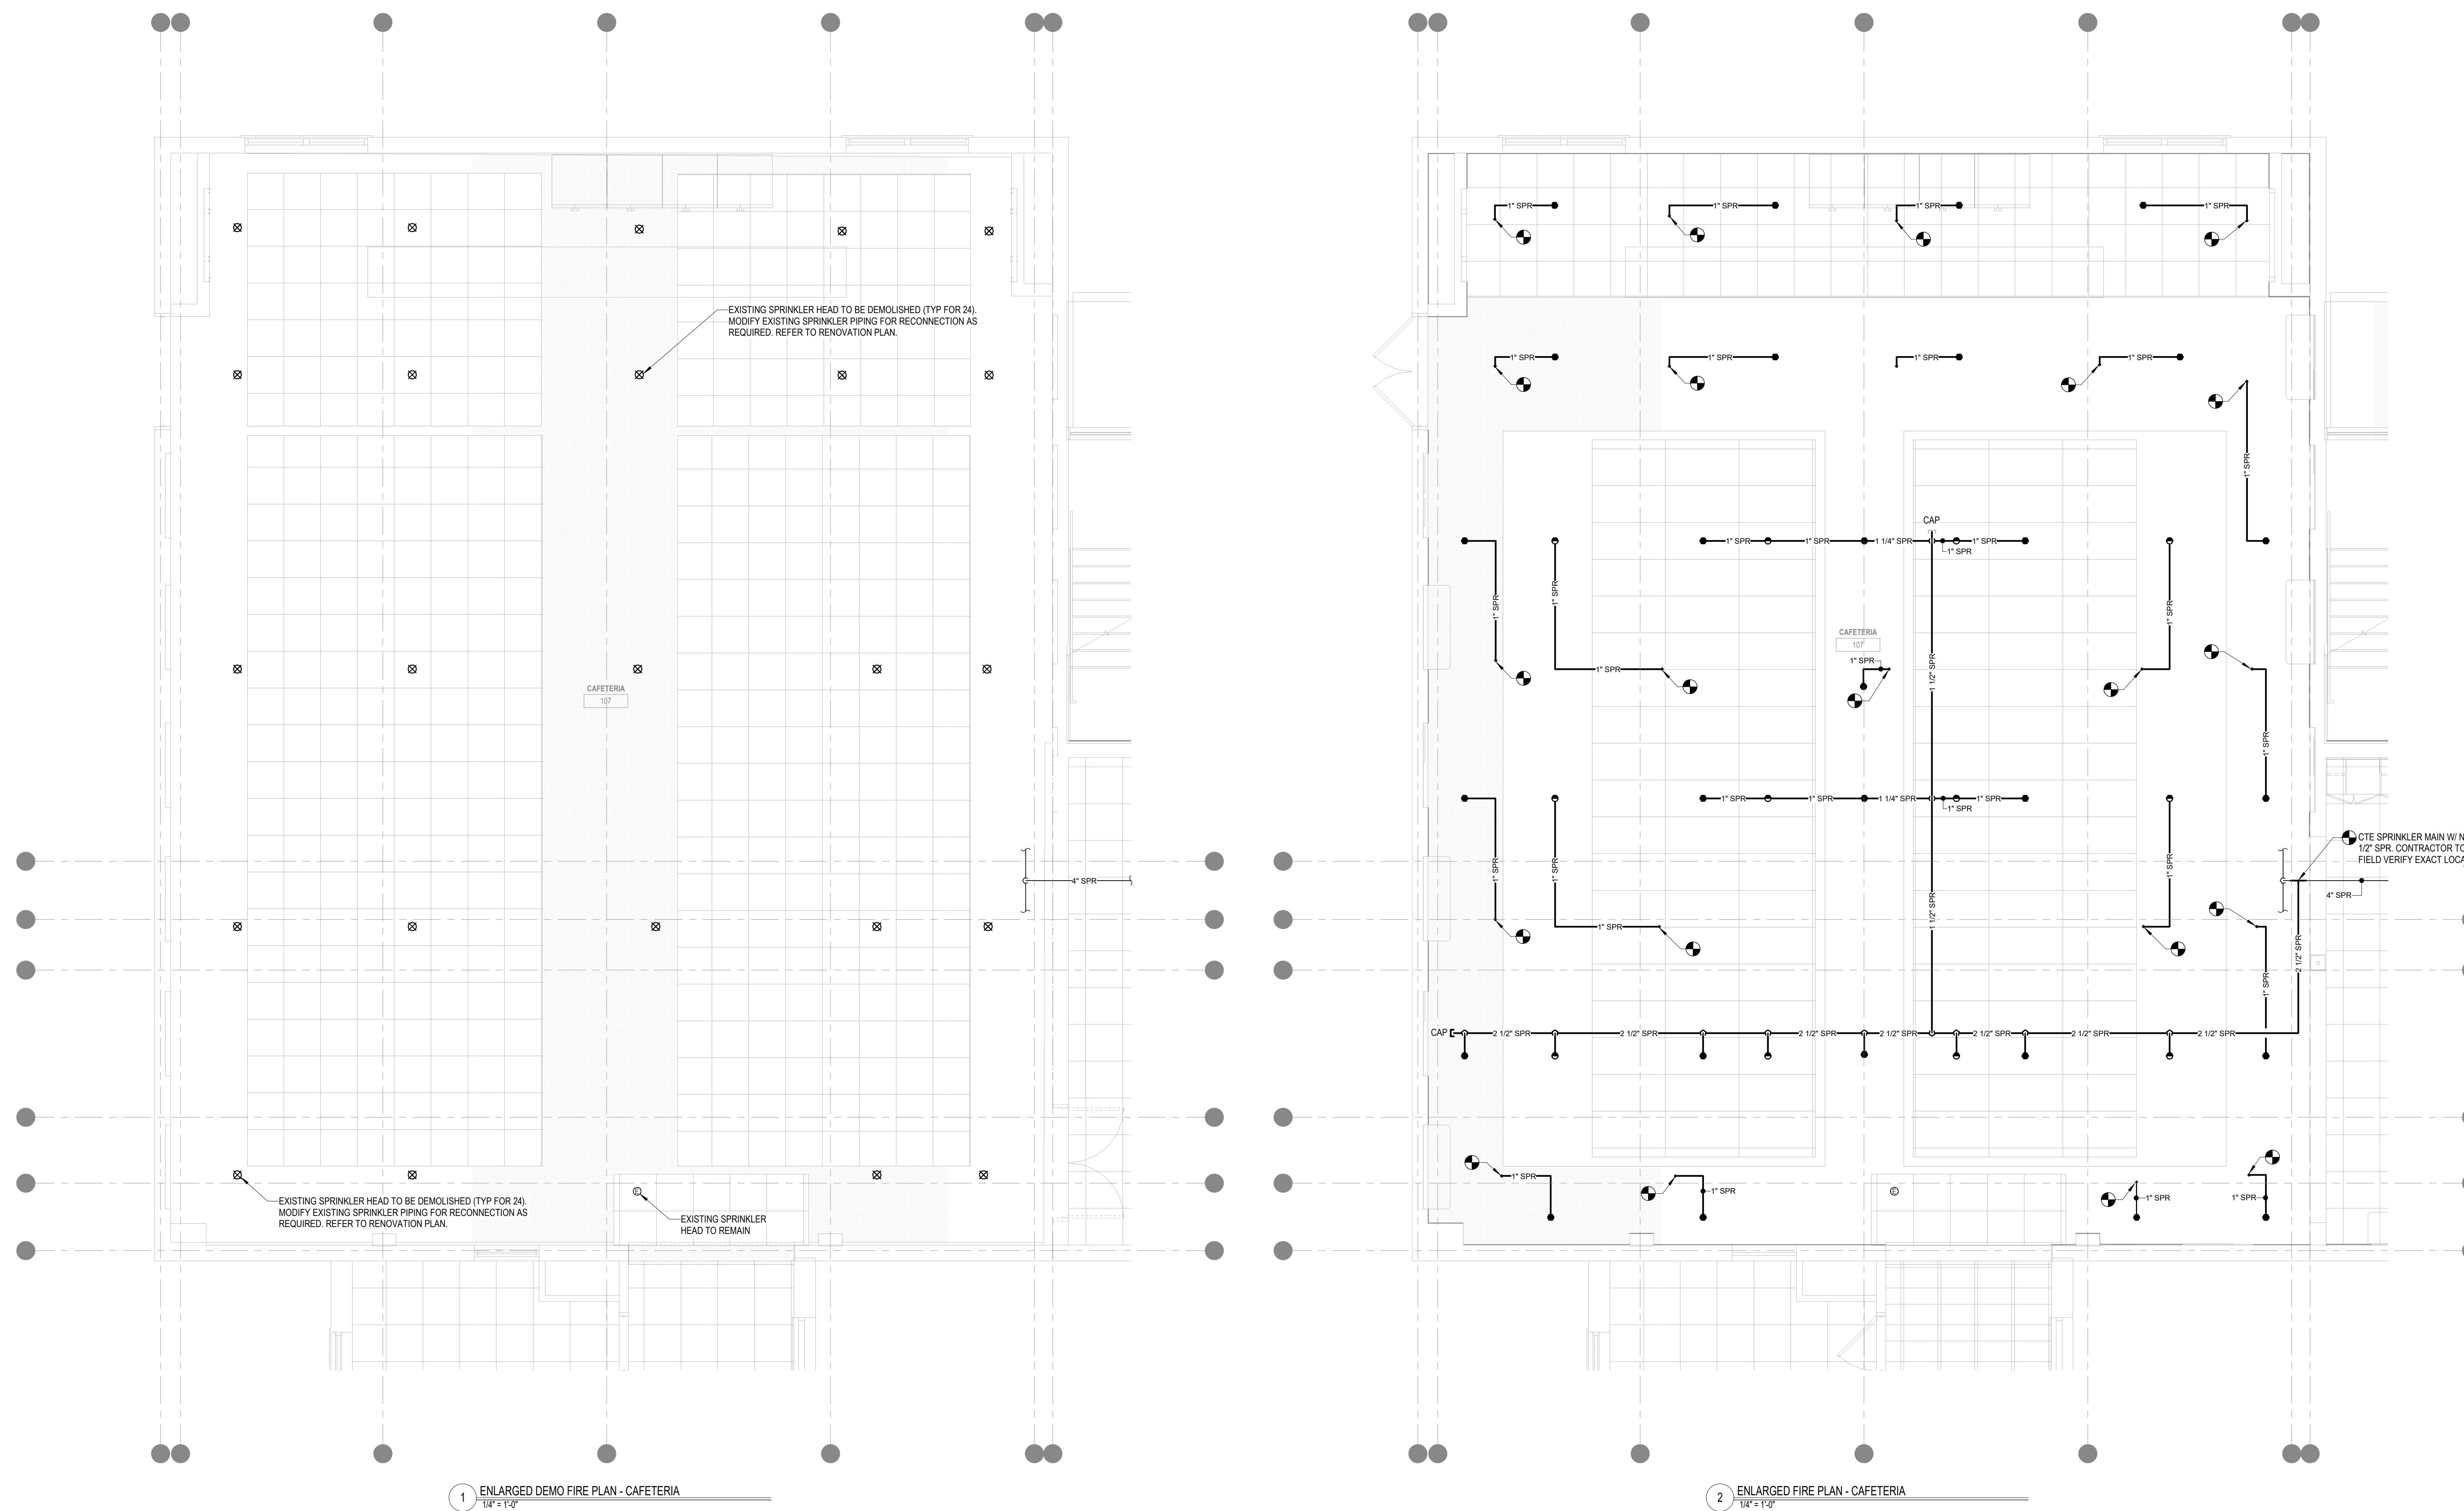 EXISTING SPRINKLER HEAD TO BE DEMOLISHED (TYP FOR 24).
MODIFY EXISTING SPRINKLER PIPING FOR RECONNECTION AS
REQUIRED. REFER TO RENOVATION PLAN.
CAFETERIA
107
4" SPR
EXISTING SPRINKLER HEAD TO BE DEMOLISHED (TYP FOR 24).
MODIFY EXISTING SPRINKLER PIPING FOR RECONNECTION AS
REQUIRED. REFER TO RENOVATION PLAN.
E
EXISTING SPRINKLER
HEAD TO REMAIN
1
ENLARGED DEMO FIRE PLAN - CAFETERIA
1/4" = 1'-0"
1" SPR
1" SPR
1" SPR
1" SPR
1" SPR
1" SPR
1" SPR
1" SPR
1" SPR
CAP
1" SPR
1" SPR
1 1/4" SPR
1" SPR
1" SPR
1" SPR
1" SPR
1" SPR
CAFETERIA
107
1" SPR
1" SPR
1 1/2" SPR
1" SPR
1" SPR
1" SPR
1 1/4" SPR
1" SPR
1" SPR
CTE SPRINKLER MAIN W/ N
1/2" SPR. CONTRACTOR TO
FIELD VERIFY EXACT LOCA
1" SPR
1" SPR
1" SPR
4" SPR
1 1/2" SPR
1" SPR
2 1/2" SPR
1" SPR
CAP
2 1/2" SPR
2 1/2" SPR
2 1/2" SPR
2 1/2" SPR
2 1/2" SPR
2 1/2" SPR
2 1/2" SPR
1" SPR
1" SPR
1" SPR
1" SPR
E
2
ENLARGED FIRE PLAN - CAFETERIA
1/4" = 1'-0"